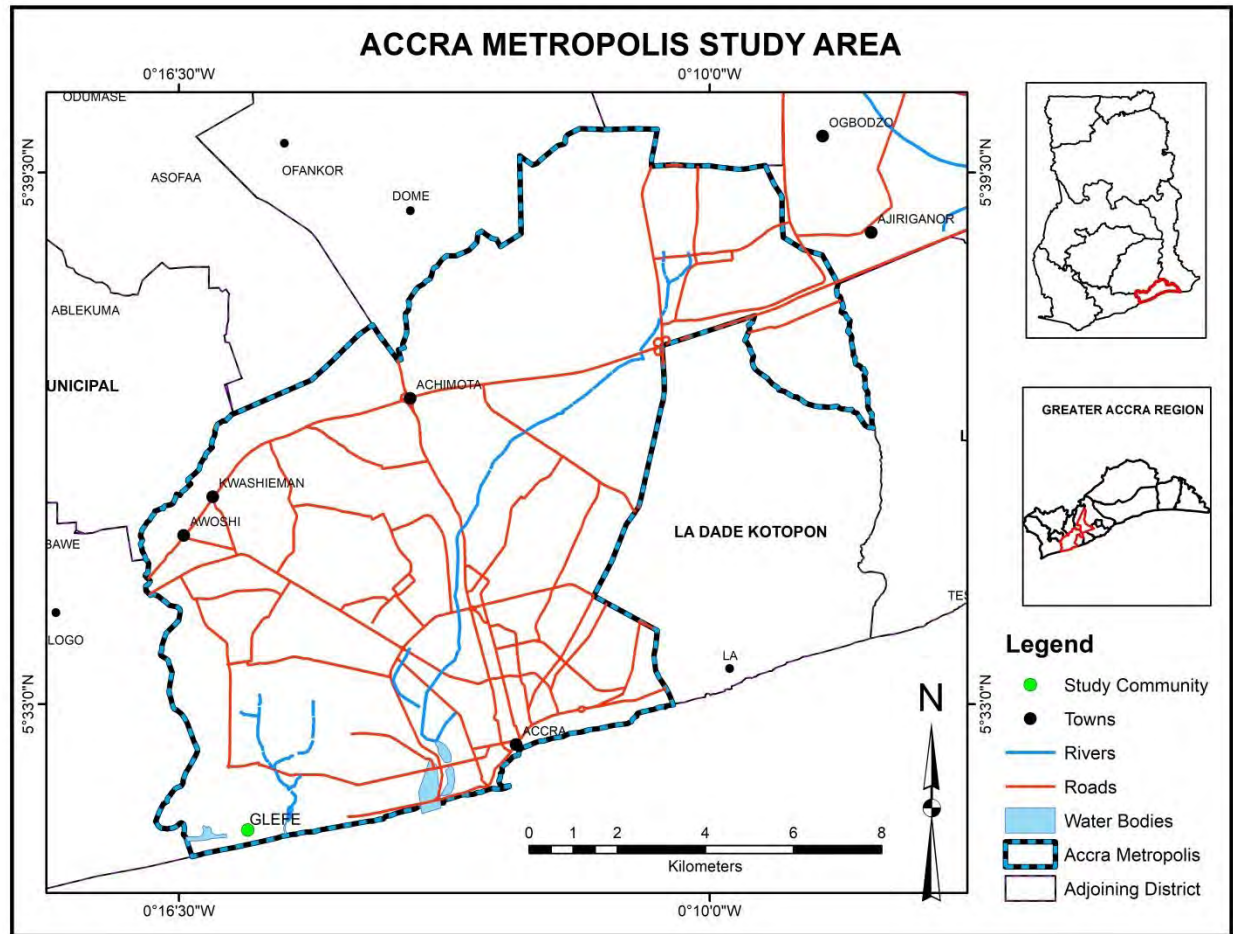 ACCRA METROPOLIS STUDY AREA
0°16'30"W
0°10'0"W
ODUMASE
OGBODZO
OFANKOR
ASOFAA
5°39'30"N
5°39'30"N
DOME
AJIRIGANOR
ABLEKUMA
UNICIPAL
ACHIMOTA
GREATER ACCRA REGION
L
KWASHIEMAN
AWOSHI
LA DADE KOTOPON
BAWE
TES
LOGO
LA
5°33'0"N
5°33'0"N
ACCRA
GLEFE
N
0 1 2 4 6 8
Kilometers
0°16'30"W
0°10'0"W
Legend
Study Community
Towns
Rivers
Roads
Water Bodies
Accra Metropolis
Adjoining District